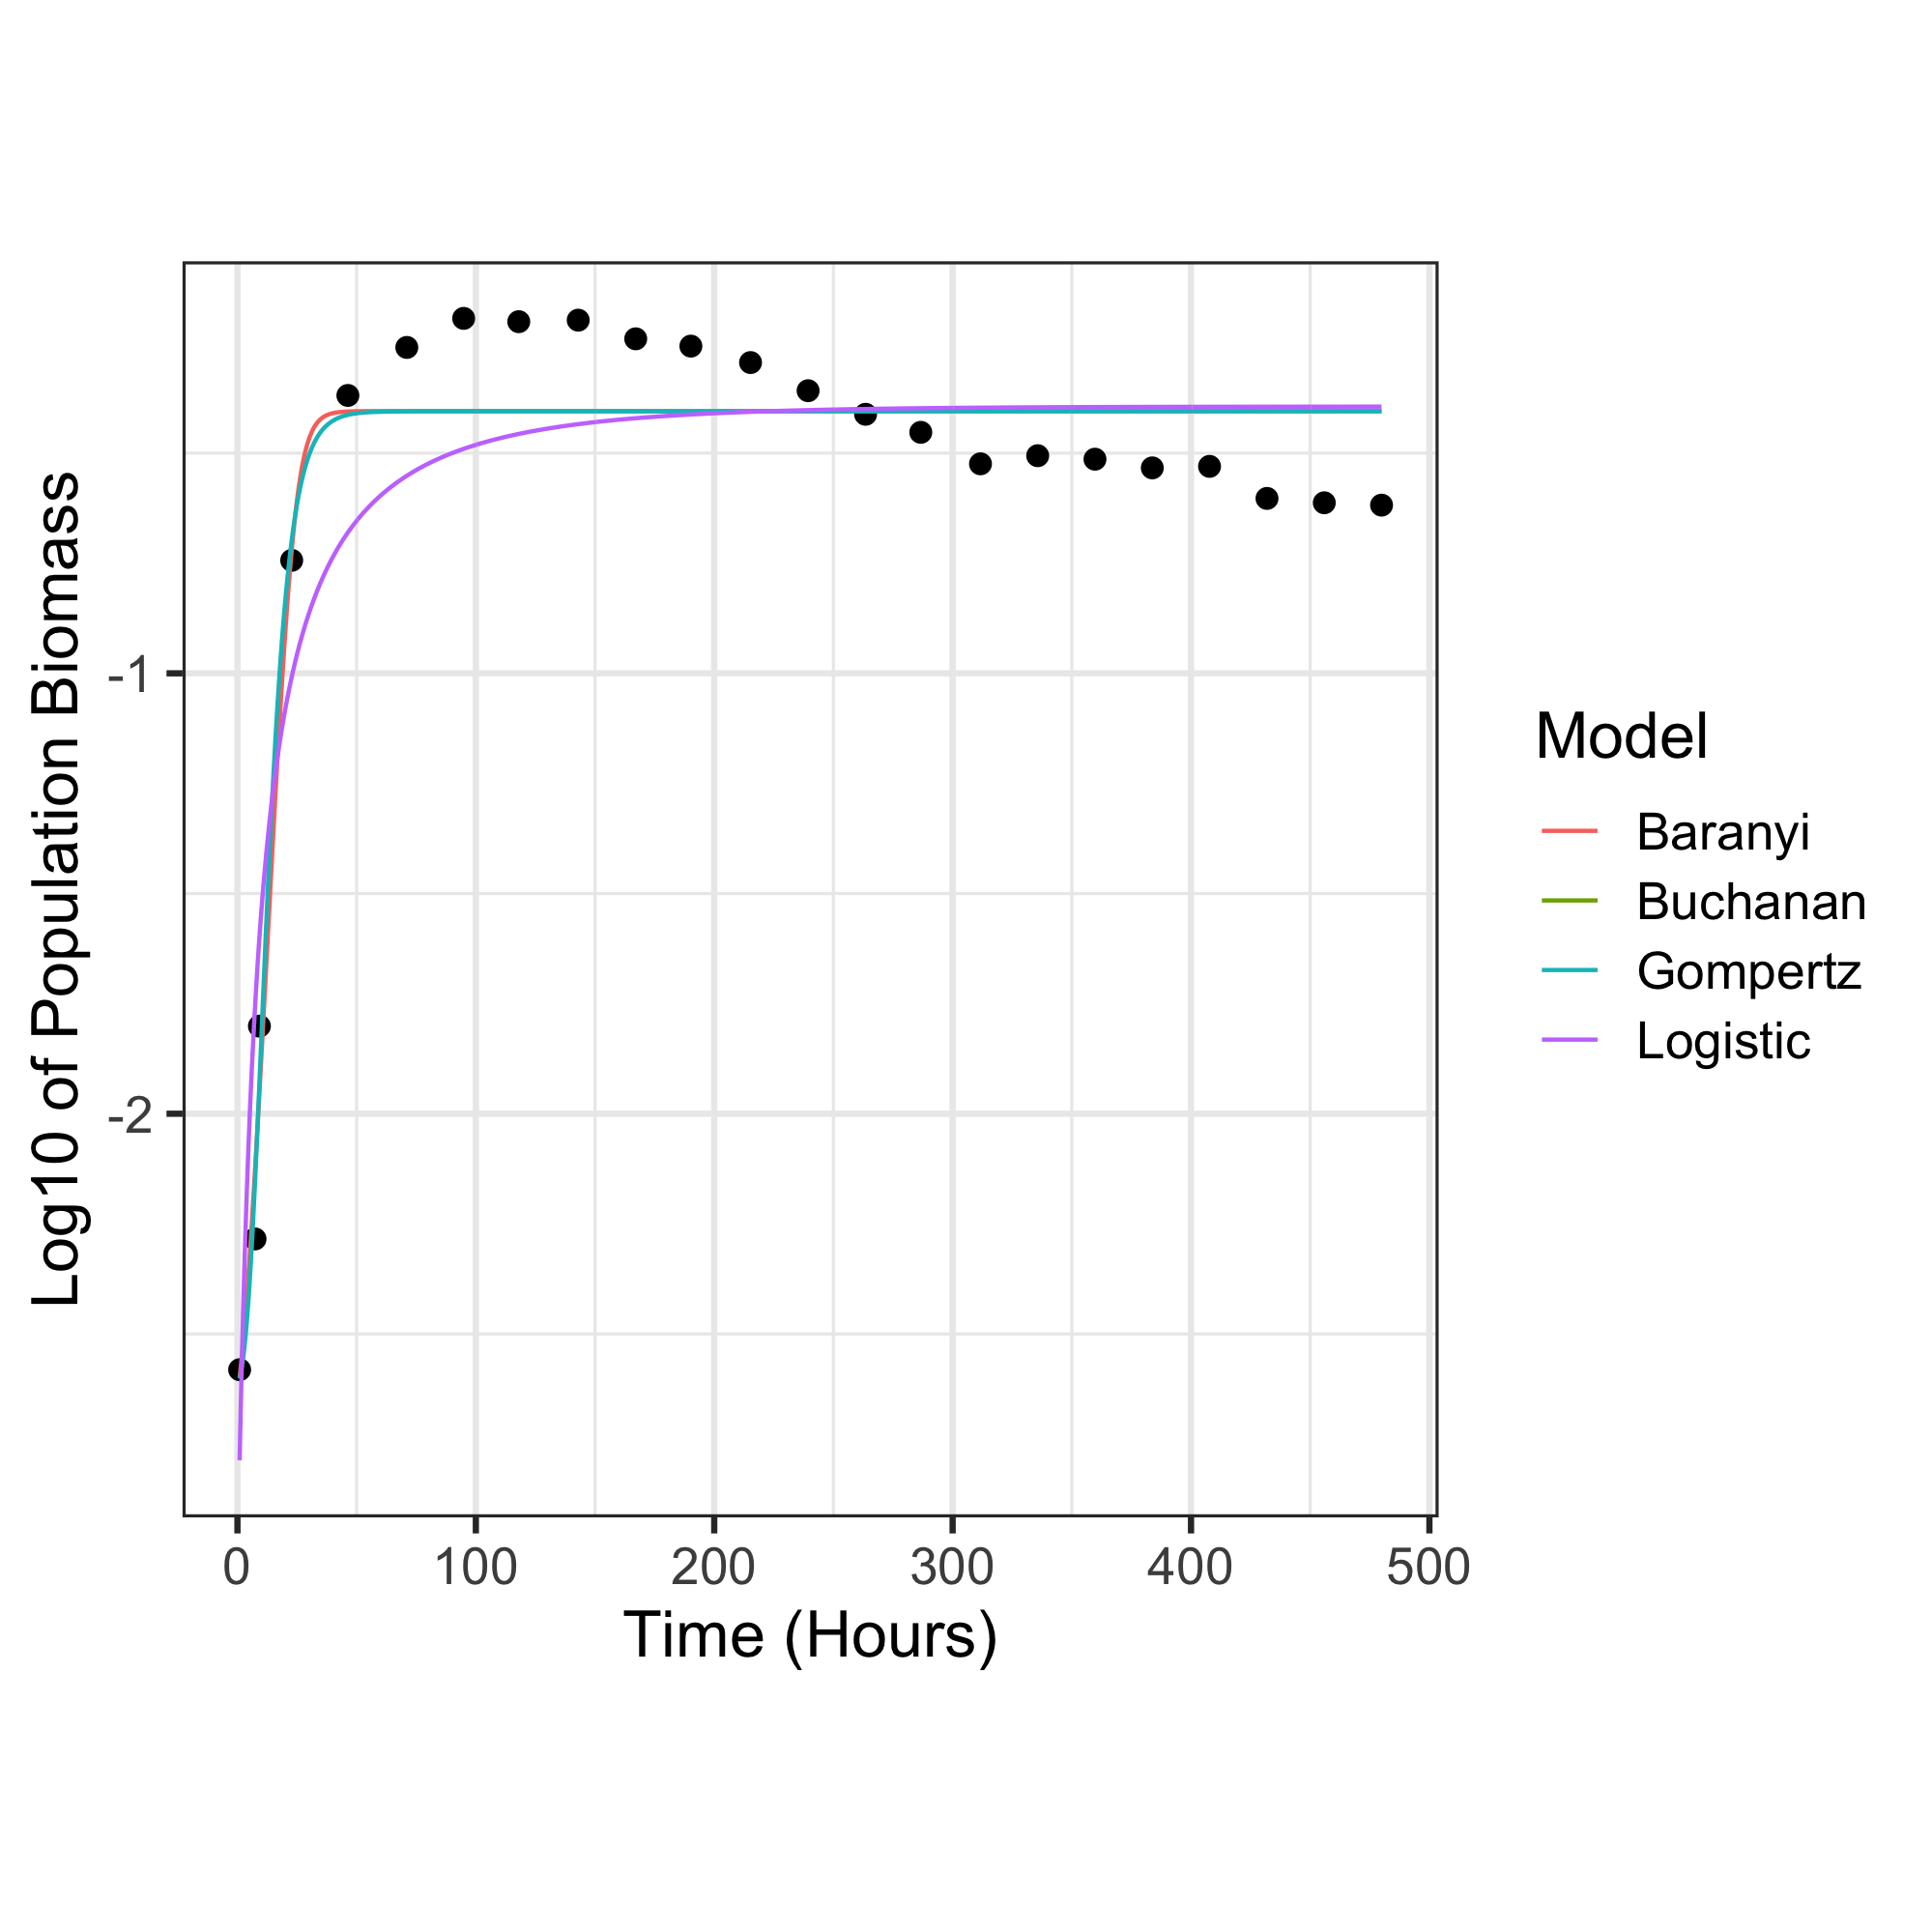 Log10 of Population Biomass
-1
-2
0 100 200 300 400 500
Time (Hours)
Model
Baranyi
Buchanan
Gompertz
Logistic